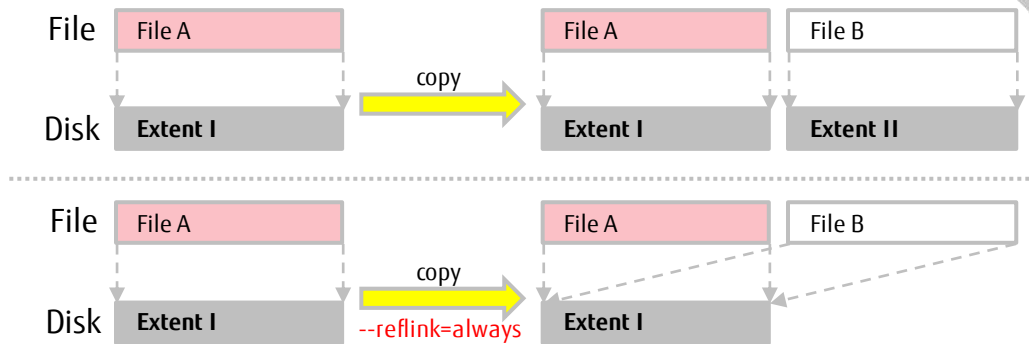 File File A File A File B
copy
Disk Extent I Extent I Extent II
File File A File A File B
copy
Disk Extent I --reflink=always Extent I